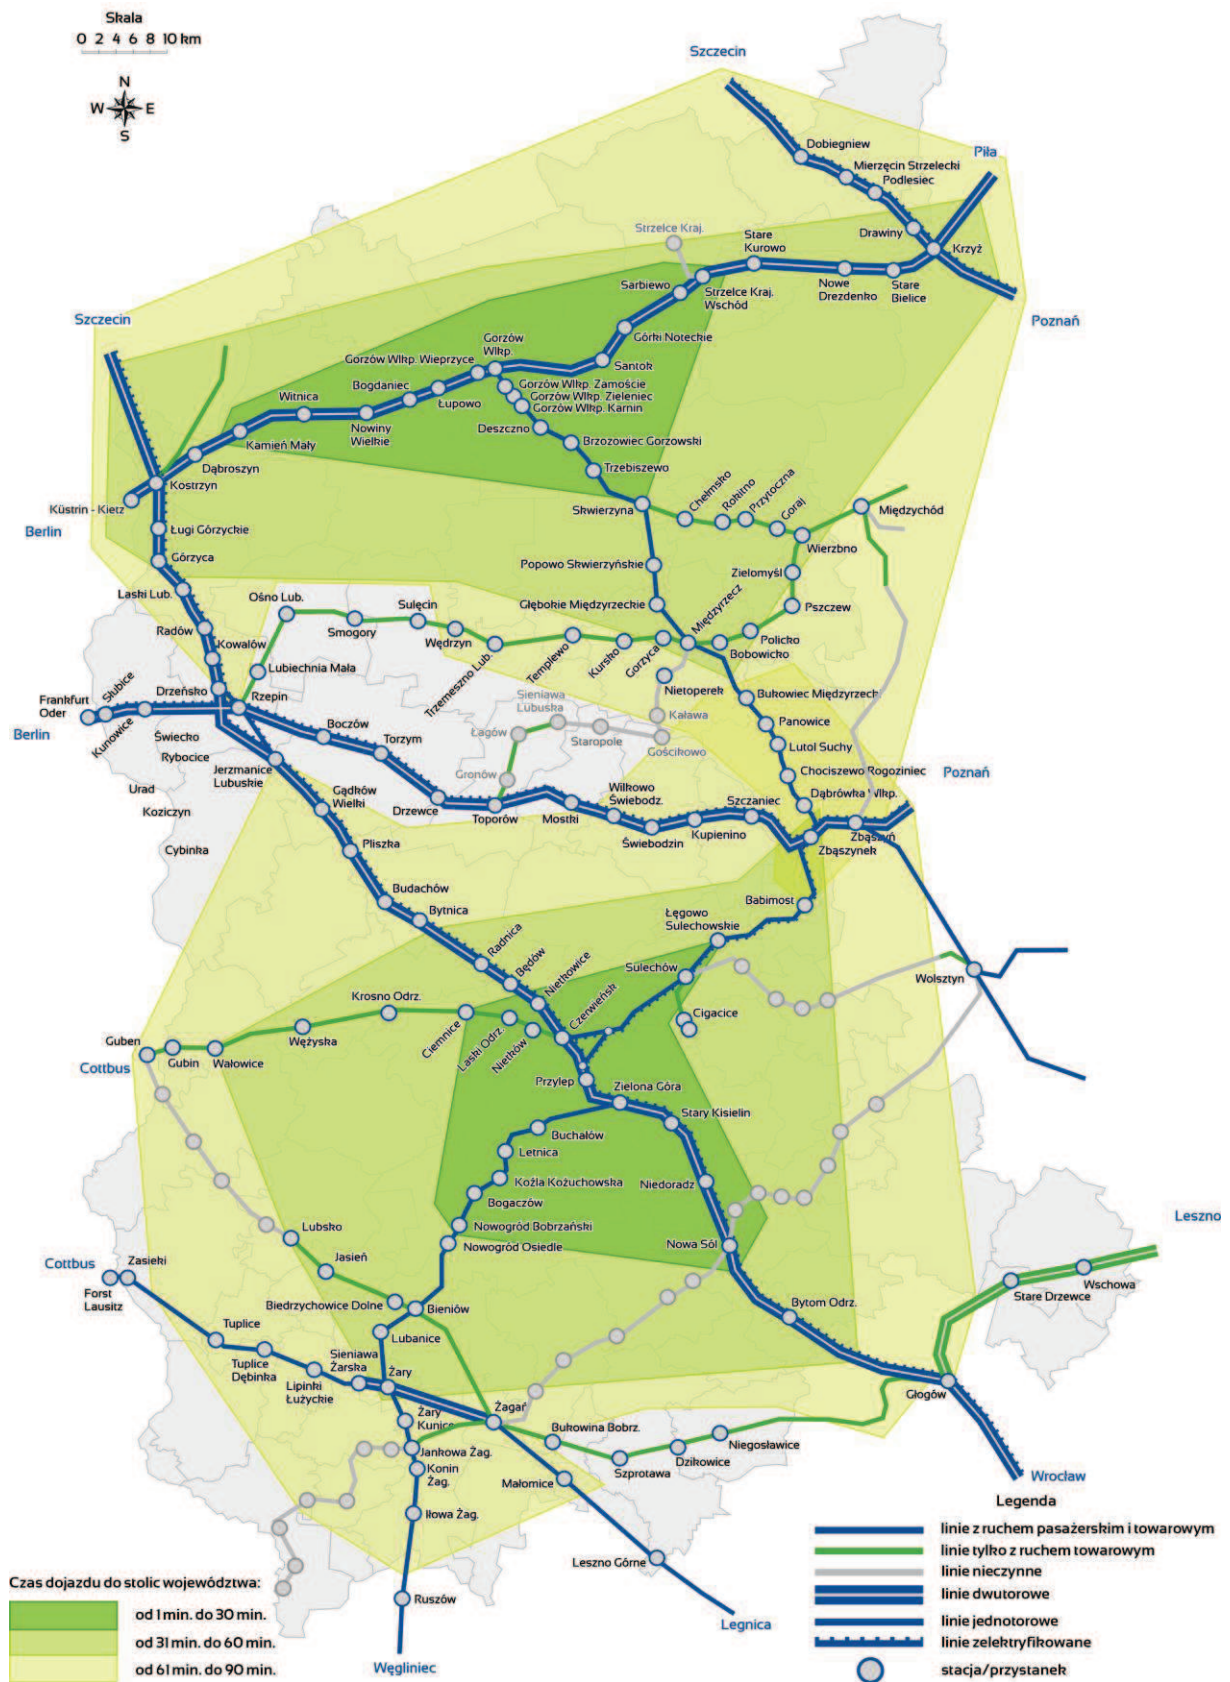 Skala
0 2 4 6 8 10 km
N
W E
S
Szczecin
Dobiegniew
Mierzęcin Strzelecki
Podlesiec
Piła
Drawiny
Krzyż
Strzelce Kraj.
Stare
Kurowo
Sarbiewo
Strzelce Kraj.
Wschód
Nowe
Drezdenko
Stare
Bielice
Poznań
Szczecin
Górki Noteckie
Gorzów
Wlkp.
Gorzów Wlkp. Wieprzyce
Santok
Bogdaniec
Gorzów Wlkp. Zamoście
Gorzów Wlkp. Zieleniec
Gorzów Wlkp. Karnin
Witnica
Łupowo
Nowiny
Wielkie
Deszczno
Kamień Mały
Brzozowiec Gorzowski
Dąbroszyn
Trzebiszewo
Kostrzyn
Küstrin - Kietz
Skwierzyna
Chełmsko
Rokitno
Przytoczna
Goraj
Międzychód
Berlin
Ługi Górzyckie
Wierzbno
Górzyca
Popowo Skwierzyńskie
Zielomyśl
Laski Lub.
Ośno Lub.
Sulęcin
Głębokie Międzyrzeckie
Pszczew
Radów
Smogory
Wędrzyn
Międzyrzecz
Policko
Kowalów
Bobowicko
Lubiechnia Mała
Trzemeszno Lub.
Templewo
Kursko
Gorzyca
Nietoperek
Drzeńsko
Rzepin
Frankfurt
Oder
Słubice
Kunowice
Berlin
Bukowiec Międzyrzeck
Sieniawa
Lubuska
Kaława
Panowice
Świecko
Boczów
Łagów
Staropole
Gościkowo
Lutol Suchy
Rybocice
Torzym
Jerzmanice
Lubuskie
Gronów
Chociszewo Rogoziniec
Poznań
Urad
Gądków
Wielki
Wilkowo
Świebodz.
Szczaniec
Dąbrówka Wlkp.
Koziczyn
Drzewce
Toporów
Mostki
Świebodzin
Kupienino
Zbąszyń
Zbąszynek
Cybinka
Pliszka
Budachów
Bytnica
Babimost
Łęgowo
Sulechowskie
Radnica
Będów
Nietkowice
Sulechów
Wolsztyn
Krosno Odrz.
Czerwieńsk
Cigacice
Ciemnice
Laski Odrz.
Nietków
Guben
Gubin
Wałowice
Wężyska
Cottbus
Przylep
Zielona Góra
Stary Kisielin
Buchałów
Letnica
Niedoradz
Koźla Kożuchowska
Bogaczów
Nowogród Bobrzański
Lubsko
Nowogród Osiedle
Nowa Sól
Leszno
Cottbus
Zasieki
Jasień
Wschowa
Forst
Lausitz
Stare Drzewce
Biedrzychowice Dolne
Bieniów
Bytom Odrz.
Tuplice
Lubanice
Tuplice
Dębinka
Sieniawa
Żarska
Żary
Lipinki
Łużyckie
Głogów
Żary
Kunice
Żagań
Bukowina Bobrz.
Niegosławice
Jankowa Żag.
Dzikowice
Szprotawa
Konin
Żag.
Małomice
Wrocław
Iłowa Żag.
Leszno Górne
Ruszów
Legnica
Węgliniec
Legenda
linie z ruchem pasażerskim i towarowym
linie tylko z ruchem towarowym
linie nieczynne
linie dwutorowe
linie jednotorowe
linie zelektryfikowane
stacja/przystanek
Czas dojazdu do stolic województwa:
od 1 min. do 30 min.
od 31 min. do 60 min.
od 61 min. do 90 min.